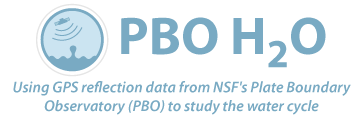 PBO H₂O
Using GPS reflection data from NSF's Plate Boundary
Observatory (PBO) to study the water cycle